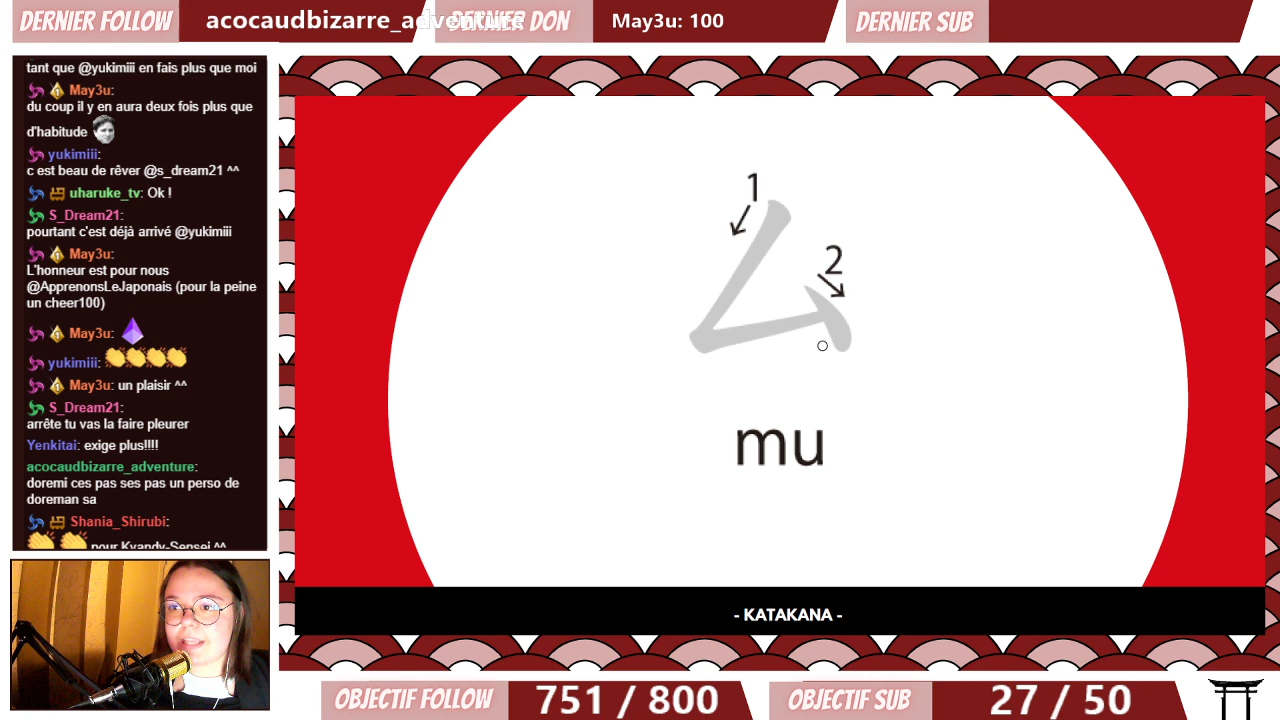 DERNIER FOLLOW
acocaudbizarre_adventure
DERNIER DON
May3u: 100
DERNIER SUB
tant que @yukimiii en fais plus que moi
May3u:
du coup il y en aura deux fois plus que
d'habitude
yukimiii:
c est beau de rêver @s_dream21 ^^
uharuke_tv: Ok !
S_Dream21:
pourtant c'est déjà arrivé @yukimiii
May3u:
L'honneur est pour nous
@ApprenonsLeJaponais (pour la peine
un cheer100)
May3u:
yukimiii:
May3u: un plaisir ^^
S_Dream21:
arrête tu vas la faire pleurer
Yenkitai: exige plus!!!!
acocaudbizarre_adventure:
doremi ces pas ses pas un perso de
doreman sa
Shania_Shirubi:
pour Kyandy-Sensei ^^
1
2
ム
mu
- KATAKANA -
OBJECTIF FOLLOW
751 / 800
OBJECTIF SUB
27 / 50